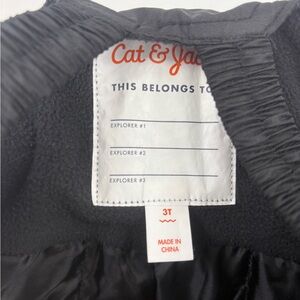 Cat & Jac
THIS BELONGS TO
EXPLORER #1
EXPLORER #2
EXPLORER #3
3T
MADE IN
CHINA